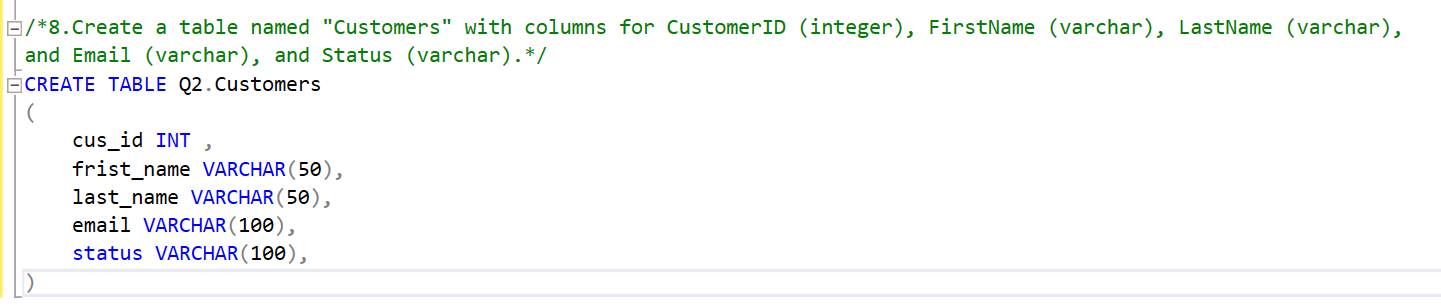 /*8.Create a table named "Customers" with columns for CustomerID (integer), FirstName (varchar), LastName (varchar),
and Email (varchar), and Status (varchar).*/
CREATE TABLE Q2.Customers
(
    cus_id INT ,
    frist_name VARCHAR(50),
    last_name VARCHAR(50),
    email VARCHAR(100),
    status VARCHAR(100),
)